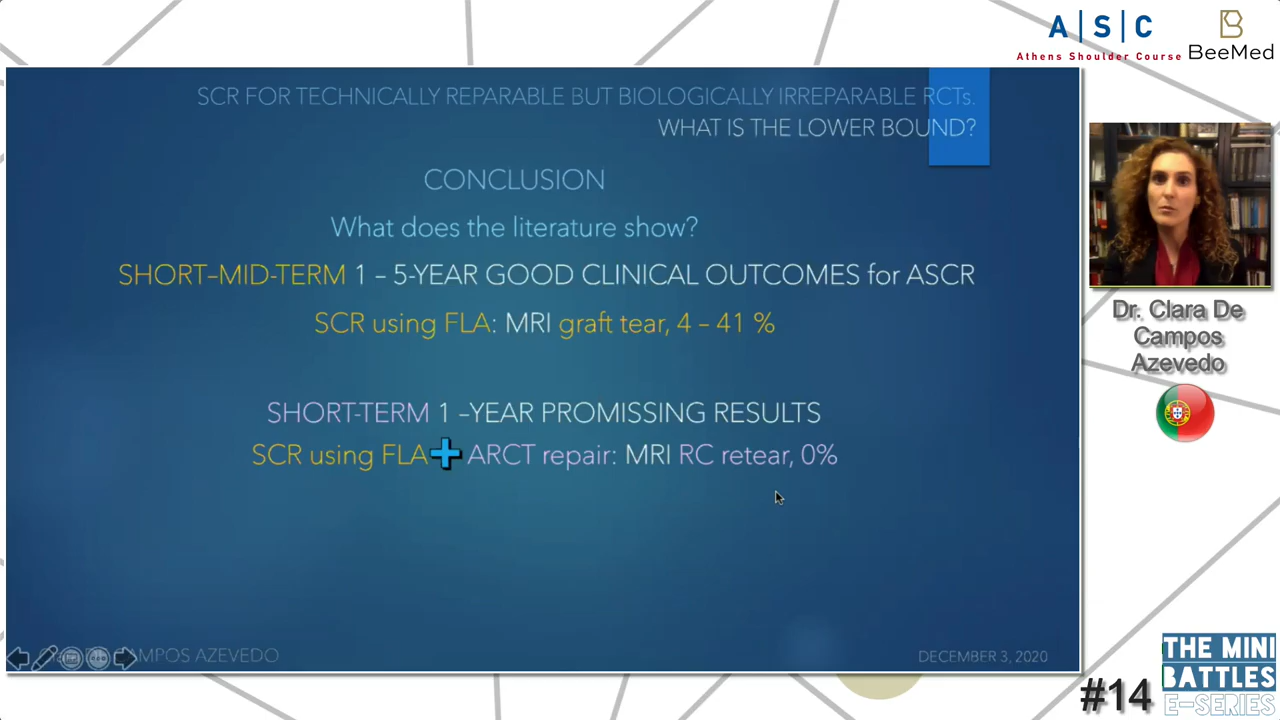 A|S|C
Athens Shoulder Course
BeeMed
SCR FOR TECHNICALLY REPARABLE BUT BIOLOGICALLY IRREPARABLE RCTs.
WHAT IS THE LOWER BOUND?
CONCLUSION
What does the literature show?
SHORT–MID-TERM 1 – 5-YEAR GOOD CLINICAL OUTCOMES for ASCR
SCR using FLA: MRI graft tear, 4 – 41 %
SHORT-TERM 1 –YEAR PROMISSING RESULTS
SCR using FLA + ARCT repair: MRI RC retear, 0%
CAMPOS AZEVEDO
DECEMBER 3, 2020
Dr. Clara De
Campos
Azevedo
#14
THE MINI
BATTLES
E-SERIES